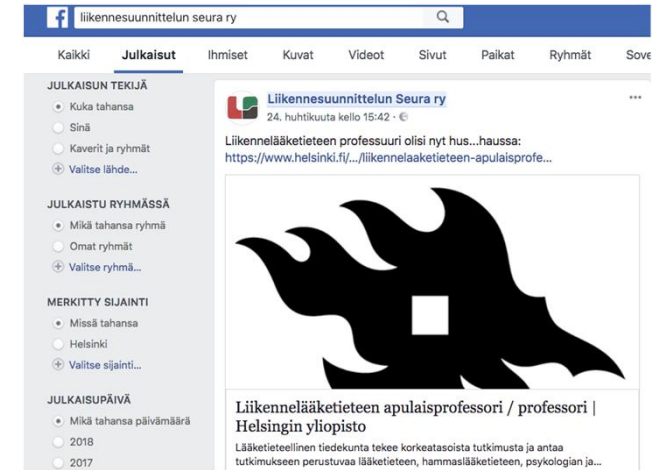 liikennesuunnittelun seura ry
Kaikki Julkaisut Ihmiset Kuvat Videot Sivut Paikat Ryhmät Sove
JULKAISUN TEKIJÄ
Kuka tahansa
Sinä
Kaverit ja ryhmät
Valitse lähde...
JULKAISTU RYHMÄSSÄ
Mikä tahansa ryhmä
Omat ryhmät
Valitse ryhmä...
MERKITTY SIJAINTI
Missä tahansa
Helsinki
Valitse sijainti...
JULKAISUPÄIVÄ
Mikä tahansa päivämäärä
2018
2017
Liikennesuunnittelun Seura ry
24. huhtikuuta kello 15:42 ·
Liikennelääketieteen professuuri olisi nyt hus...haussa:
https://www.helsinki.fi/.../liikennelaaketieteen-apulaisprofe...
Liikennelääketieteen apulaisprofessori / professori |
Helsingin yliopisto
Lääketieteellinen tiedekunta tekee korkeatasoista tutkimusta ja antaa
tutkimukseen perustuvaa lääketieteen, hammaslääketieteen, psykologian ja...